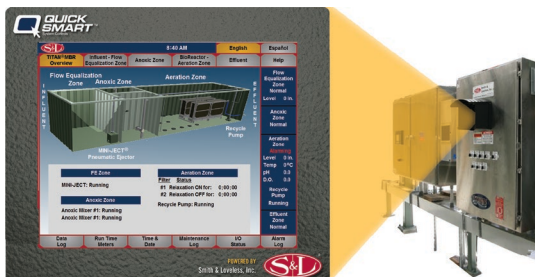 QUICK
SMART
S&L
8:40 AM
English
Español
TITAN MBR
Overview
Influent - Flow
Equalization Zone
Anoxic Zone
BioReactor -
Aeration Zone
Effluent
Help
Flow Equalization
Zone
Anoxic Zone
Aeration Zone
INFLUENT
EFFLUENT
MINI-JECT®
Pneumatic Ejector
Recycle
Pump
Flow
Equalization
Zone
Normal
Level 0 in.
Anoxic
Zone
Normal
Aeration
Zone
Level 0 in.
Temp 0°C
pH 0.0
D.O. 0.0
Recycle
Pump
Running
Effluent
Zone
Normal
FE Zone
MINI-JECT: Running
Anoxic Zone
Anoxic Mixer #1: Running
Anoxic Mixer #1: Running
Aeration Zone
Filter Status
#1 Relaxation ON for: 0:00:00
#2 Relaxation OFF for: 0:00:00
Recycle Pump: Running
Data
Log
Run Time
Meters
Time &
Date
Maintenance
Log
I/O
Status
Alarm
Log
POWERED BY
Smith & Loveless, Inc.
S&L